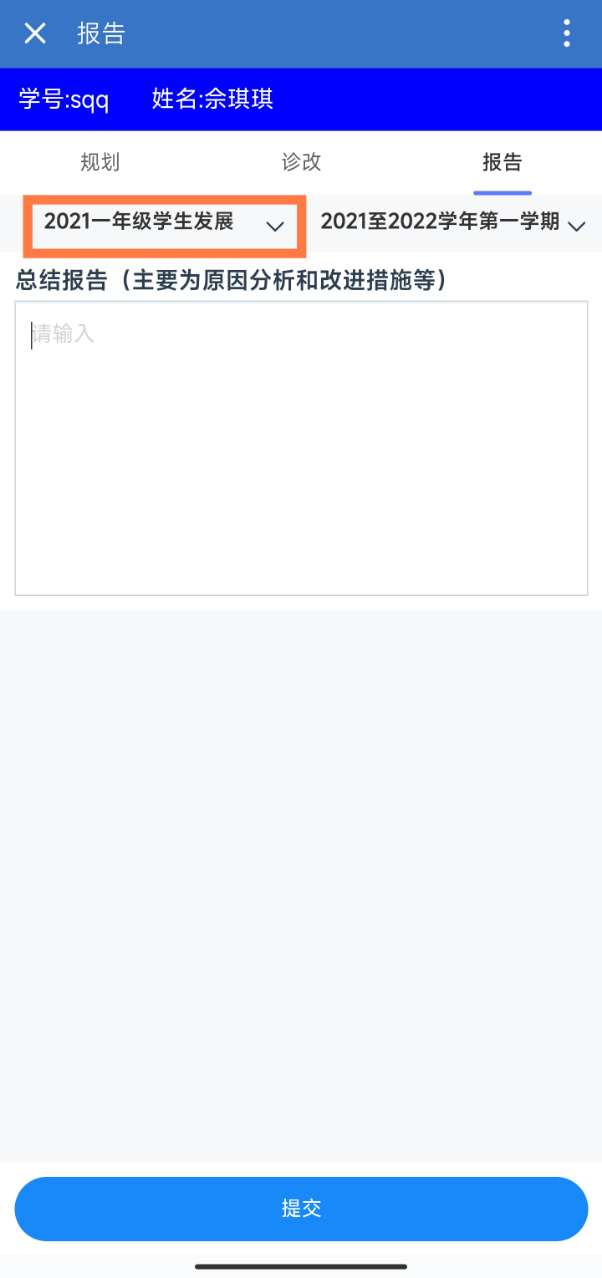 报告
学号:sqq 姓名:佘琪琪
规划 诊改 报告
2021一年级学生发展 2021至2022学年第一学期
总结报告（主要为原因分析和改进措施等）
请输入
提交